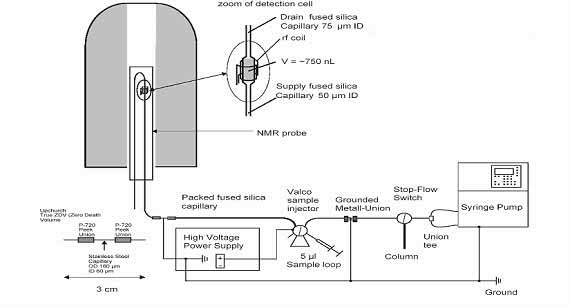 zoom of detection cell
Drain fused silica
Capillary 75 µm ID
rf coil
V = ~750 nL
Supply fused silica
Capillary 50 µm ID
NMR probe
Upchurch
True ZDV (Zero Death
Volume
P-720
Peek
Union
P-720
Peek
Union
Stainless Steel
Capillary
OD 160 µm
ID 60 µm
3 cm
Packed fused silica
capillary
High Voltage
Power Supply
+
-
Valco
sample
injector
5 µl
Sample loop
Grounded
Metall-Union
Stop-Flow
Switch
Column
Union
tee
Syringe Pump
Ground